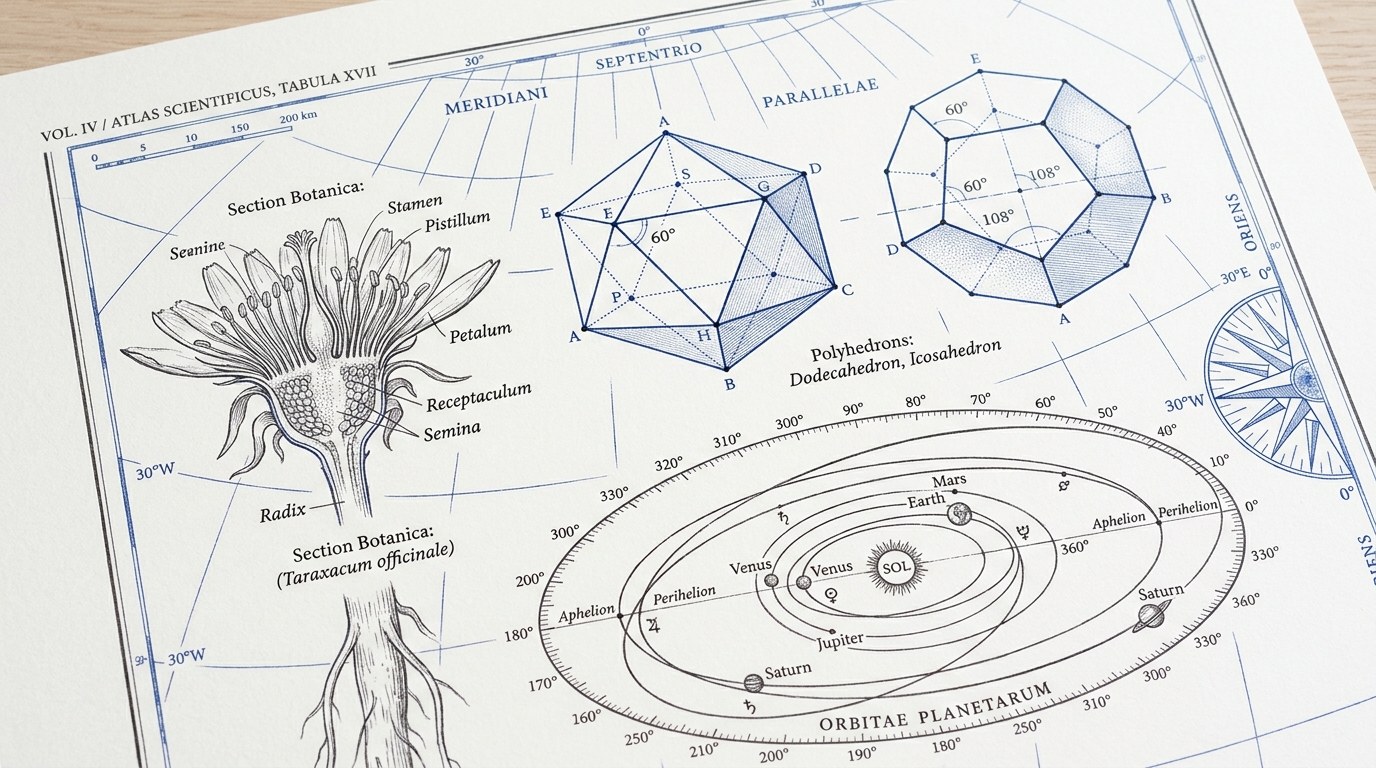 VOL. IV / ATLAS SCIENTIFICUS, TABULA XVII
0 5 10 150 200 km
30° 0° 30
SEPTENTRIO
MERIDIANI
PARALLELAE
Section Botanica:
Stamen
Pistillum
Petalum
Receptaculum
Semina
Radix
Section Botanica:
(Taraxacum officinale)
30°W
30°W
A
D
S
G
E
E
60°
P
C
A
H
B
E
60°
60°
108°
108°
B
D
A
Polyhedrons:
Dodecahedron, Icosahedron
ORIENS
30°E 0°
30°W
0°
300° 90° 80° 70° 60° 50°
310° 40°
320° 10°
330° 0°
300° 330°
200° 360°
180° 330°
170° 300°
160° 310°
250° 210° 200° 190° 180° 250°
Mars
Earth
♄
♆
Aphelion Perihelion
360°
Venus Venus
SOL
♀
Aphelion Perihelion
♃
Jupiter
Saturn
Saturn
♄
ORBITAE PLANETARUM